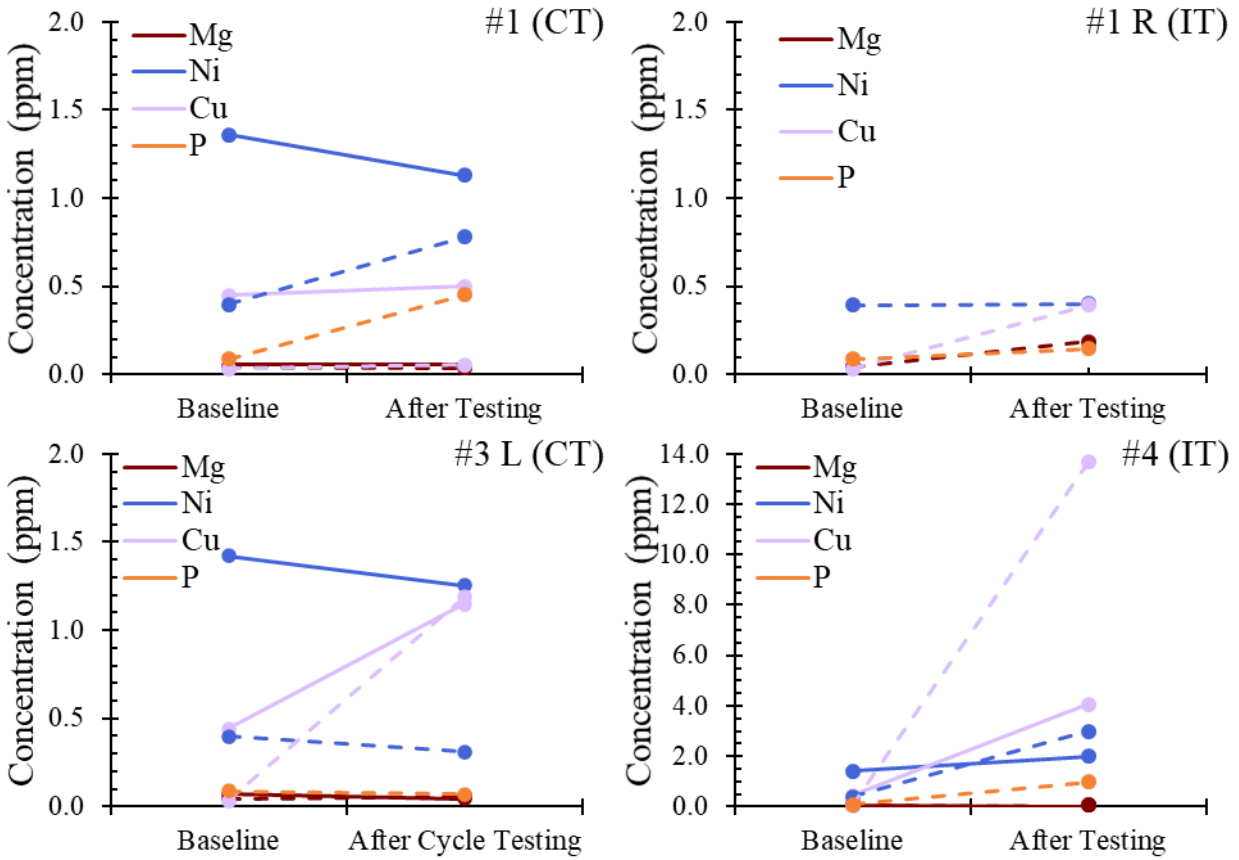 #1 (CT)
Concentration (ppm)
2.0
1.5
1.0
0.5
0.0
Mg
Ni
Cu
P
Baseline
After Testing
#1 R (IT)
Concentration (ppm)
2.0
1.5
1.0
0.5
0.0
Mg
Ni
Cu
P
Baseline
After Testing
#3 L (CT)
Concentration (ppm)
2.0
1.5
1.0
0.5
0.0
Mg
Ni
Cu
P
Baseline
After Cycle Testing
#4 (IT)
Concentration (ppm)
14.0
12.0
10.0
8.0
6.0
4.0
2.0
0.0
Mg
Ni
Cu
P
Baseline
After Testing